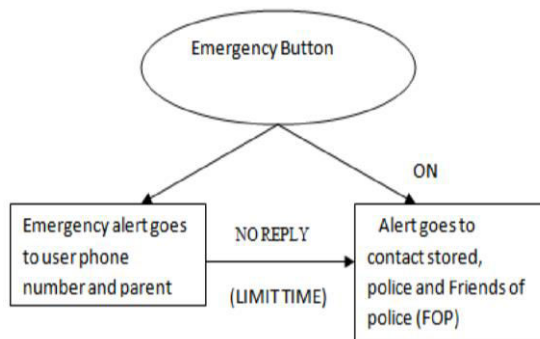 Emergency Button
ON
Emergency alert goes
to user phone
number and parent
NO REPLY
(LIMIT TIME)
Alert goes to
contact stored,
police and Friends of
police (FOP)